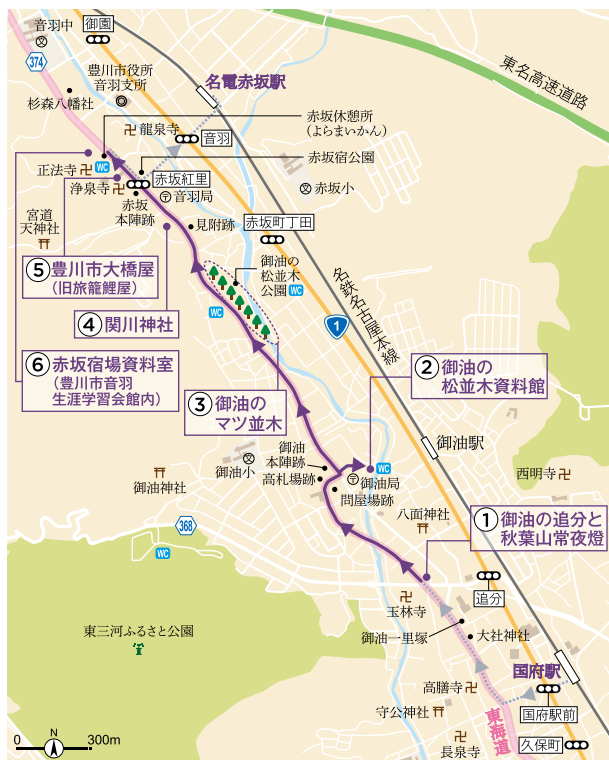 音羽中
御園
374
豊川市役所
音羽支所
名電赤坂駅
東名高速道路
杉森八幡社
龍泉寺
音羽
赤坂休憩所
(よらまいかん)
WC
正法寺
浄泉寺
赤坂紅里
赤坂宿公園
赤坂
本陣跡
音羽局
赤坂小
宮道
天神社
見附跡
赤坂町丁田
⑤豊川市大橋屋
(旧旅籠鯉屋)
御油の
松並木
公園 WC
名鉄名古屋本線
1
WC
④関川神社
⑥赤坂宿場資料室
(豊川市音羽
生涯学習会館内)
③御油の
マツ並木
②御油の
松並木資料館
御油駅
御油
本陣跡
高札場跡
御油小
WC
御油局
問屋場跡
西明寺
御油神社
368
WC
八面神社
①御油の追分と
秋葉山常夜燈
追分
玉林寺
御油一里塚
大社神社
東三河ふるさと公園
国府駅
高膳寺
国府駅前
守公神社
東海道
久保町
長泉寺
0
N
300m